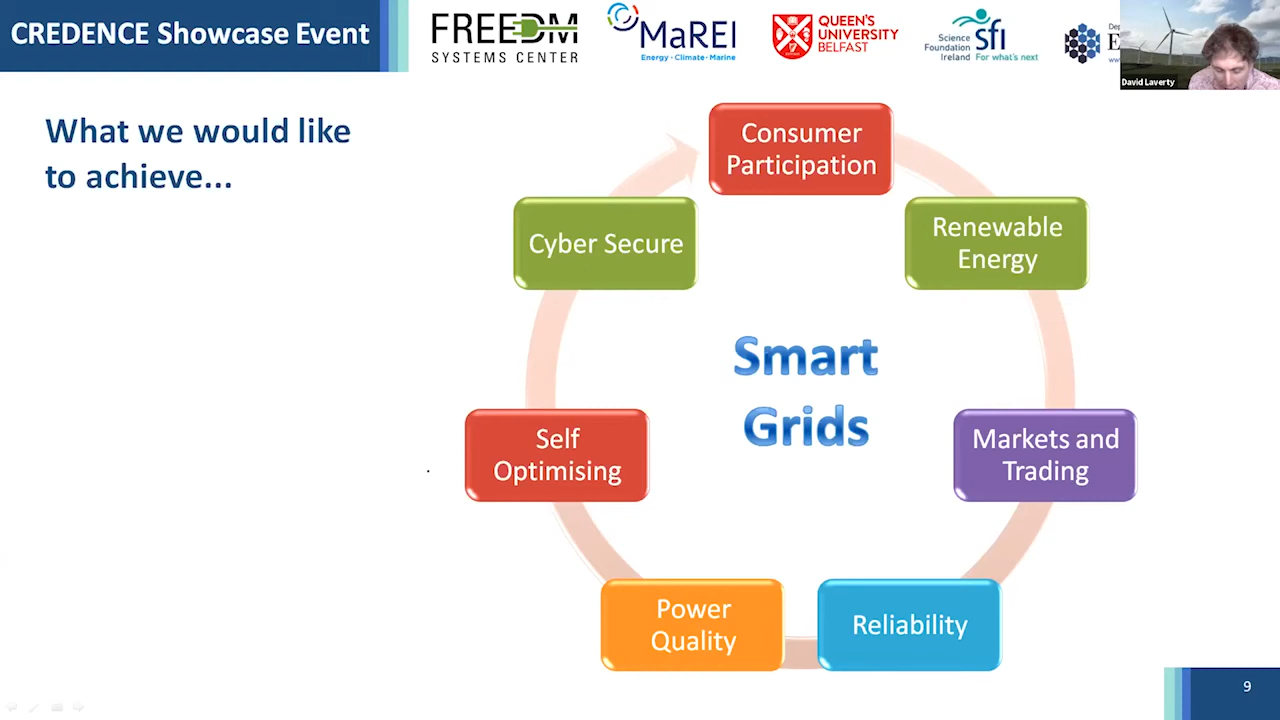 CREDENCE Showcase Event
FREEDM
SYSTEMS CENTER
MaREI
Energy · Climate · Marine
QUEEN'S
UNIVERSITY
BELFAST
Science
Foundation
Ireland
sfi
For what's next
David Laverty
What we would like
to achieve...
Consumer
Participation
Renewable
Energy
Markets and
Trading
Reliability
Power
Quality
Self
Optimising
Cyber Secure
Smart
Grids
9